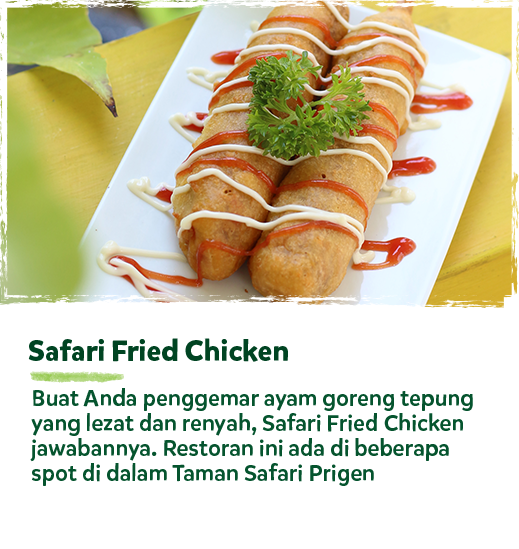 Safari Fried Chicken
Buat Anda penggemar ayam goreng tepung
yang lezat dan renyah, Safari Fried Chicken
jawabannya. Restoran ini ada di beberapa
spot di dalam Taman Safari Prigen